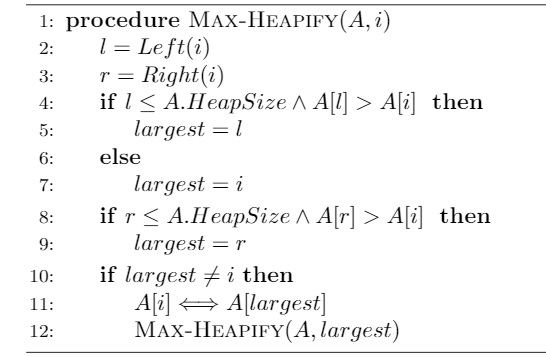 1: procedure MAX-HEAPIFY(A, i)
2: l = Left(i)
3: r = Right(i)
4: if l ≤ A.HeapSize ∧ A[l] > A[i] then
5: largest = l
6: else
7: largest = i
8: if r ≤ A.HeapSize ∧ A[r] > A[i] then
9: largest = r
10: if largest ≠ i then
11: A[i] ⟺ A[largest]
12: MAX-HEAPIFY(A, largest)